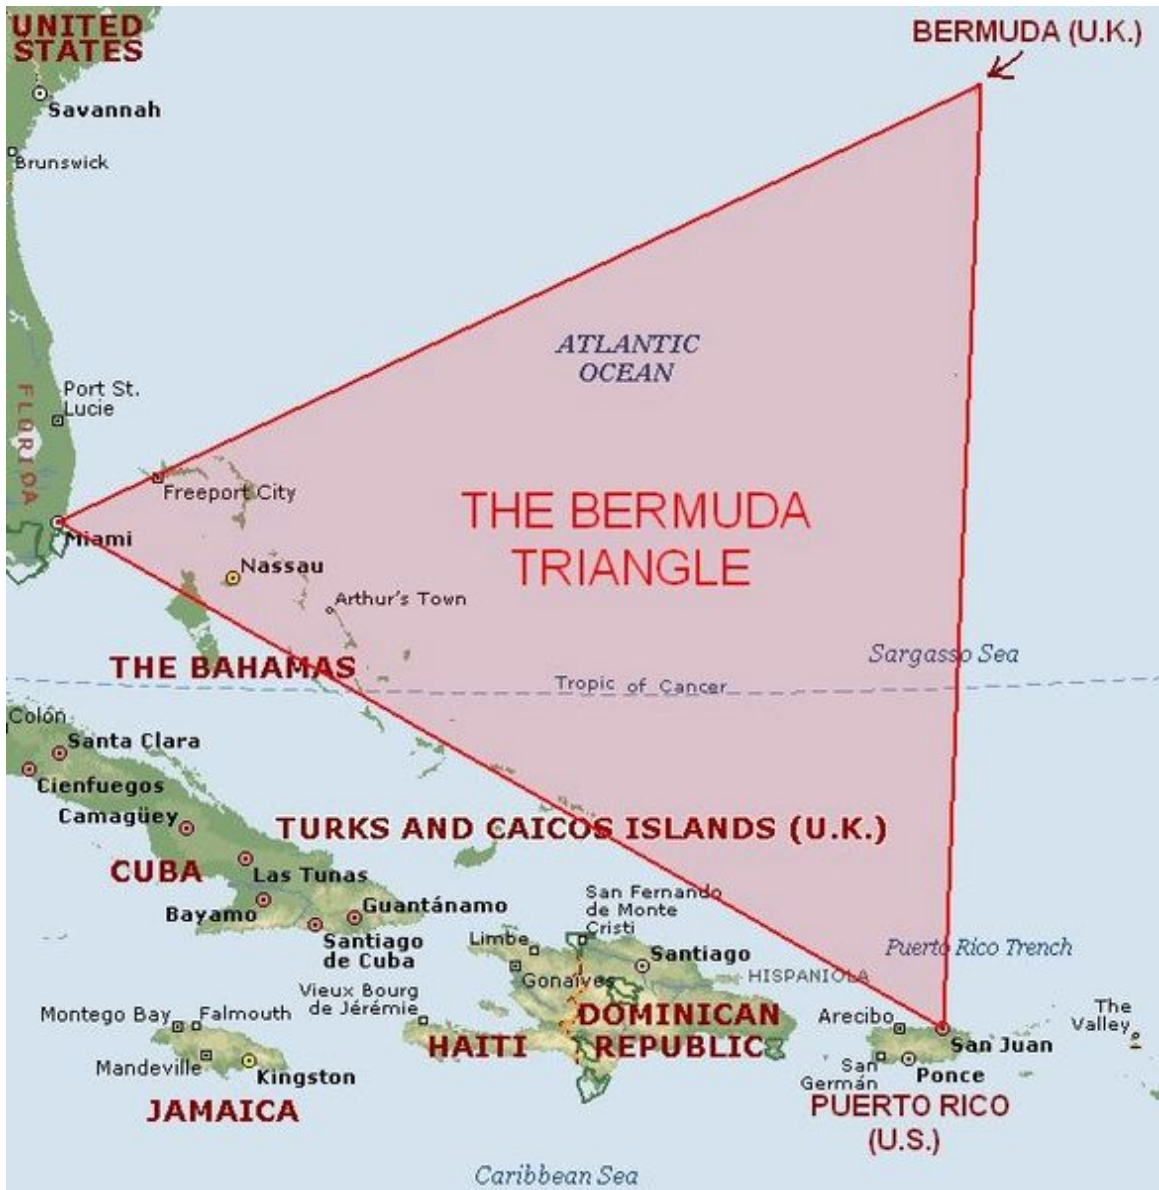 UNITED
STATES
BERMUDA (U.K.)
Savannah
Brunswick
ATLANTIC
OCEAN
Port St.
Lucie
FLORIDA
Freeport City
THE BERMUDA
TRIANGLE
Miami
Nassau
Arthur's Town
THE BAHAMAS
Sargasso Sea
Tropic of Cancer
Colón
Santa Clara
Cienfuegos
Camagüey
TURKS AND CAICOS ISLANDS (U.K.)
CUBA
Las Tunas
Bayamo
Guantánamo
Santiago
de Cuba
San Fernando
de Monte
Cristi
Limbe
Santiago
Puerto Rico Trench
Gonaïves
HISPANIOLA
Vieux Bourg
de Jérémie
Montego Bay
Falmouth
DOMINICAN
REPUBLIC
HAITI
Arecibo
The
Valley
San Juan
Mandeville
Kingston
San
Germán
Ponce
JAMAICA
PUERTO RICO
(U.S.)
Caribbean Sea